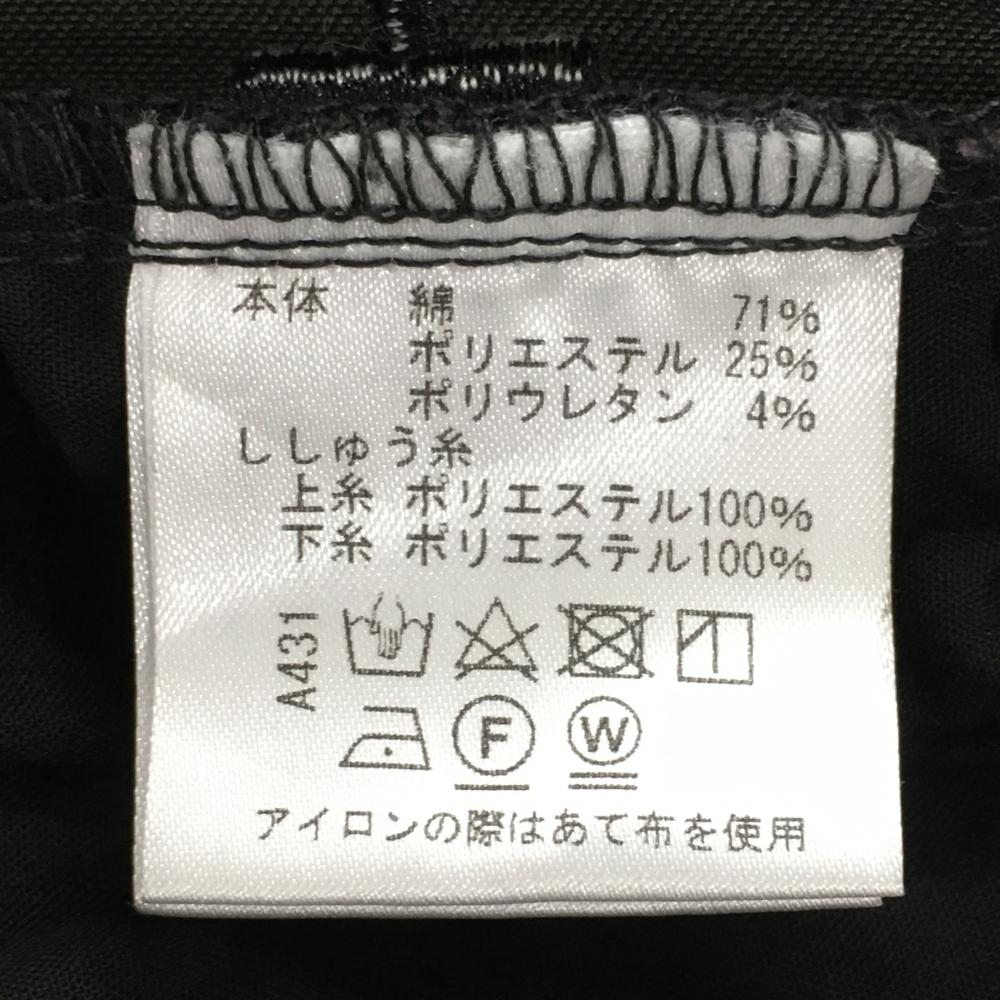 本体 綿 71%
ポリエステル 25%
ポリウレタン 4%
ししゅう糸
上糸 ポリエステル100%
下糸 ポリエステル100%
A431
F W
アイロンの際はあて布を使用